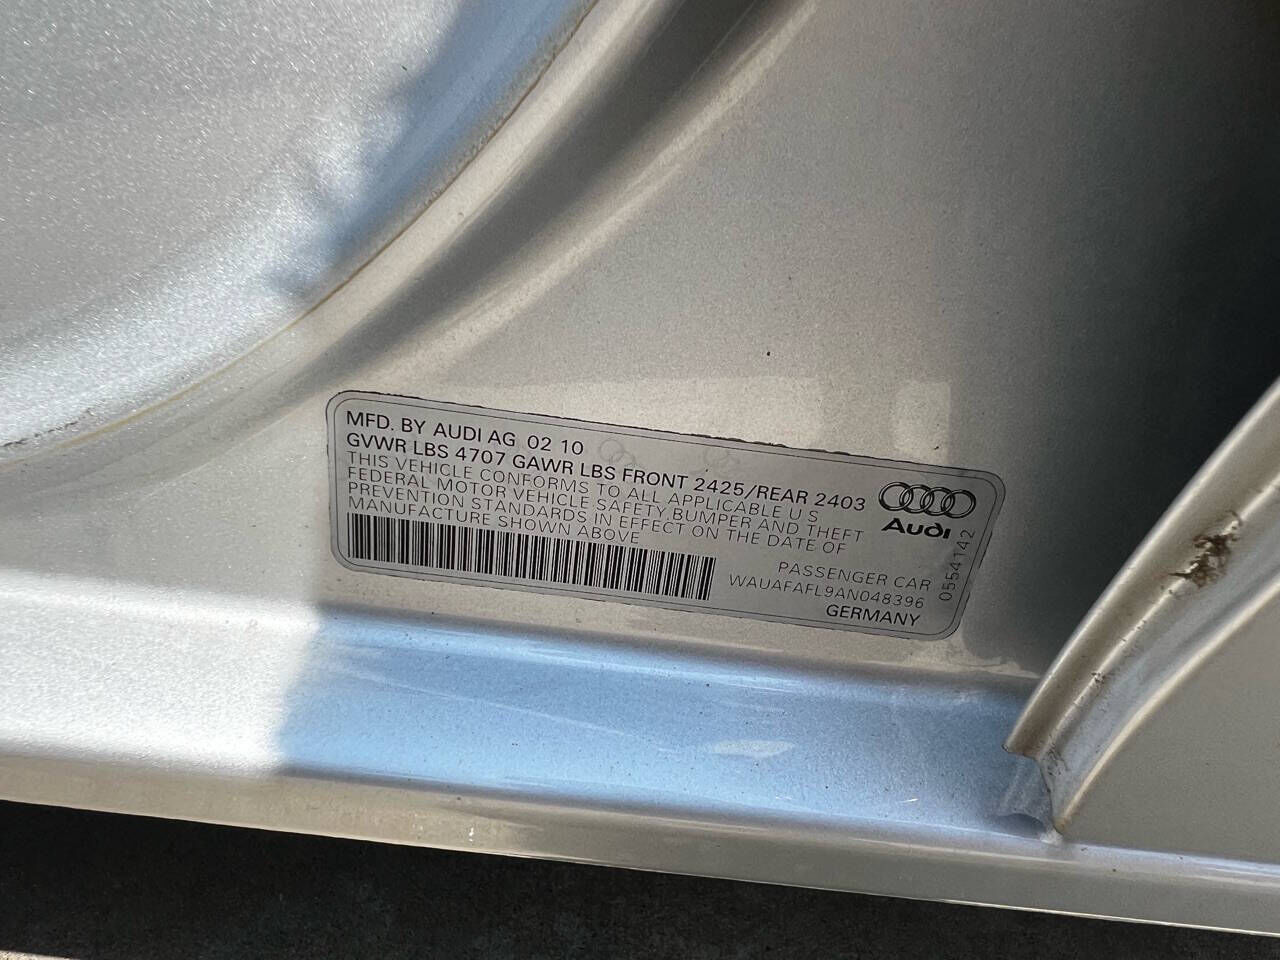 MFD. BY AUDI AG 02 10
GVWR LBS 4707 GAWR LBS FRONT 2425/REAR 2403
THIS VEHICLE CONFORMS TO ALL APPLICABLE U S
FEDERAL MOTOR VEHICLE SAFETY, BUMPER AND THEFT
PREVENTION STANDARDS IN EFFECT ON THE DATE OF
MANUFACTURE SHOWN ABOVE
Audi
PASSENGER CAR
WAUAFAFL9AN048396
GERMANY
0554142